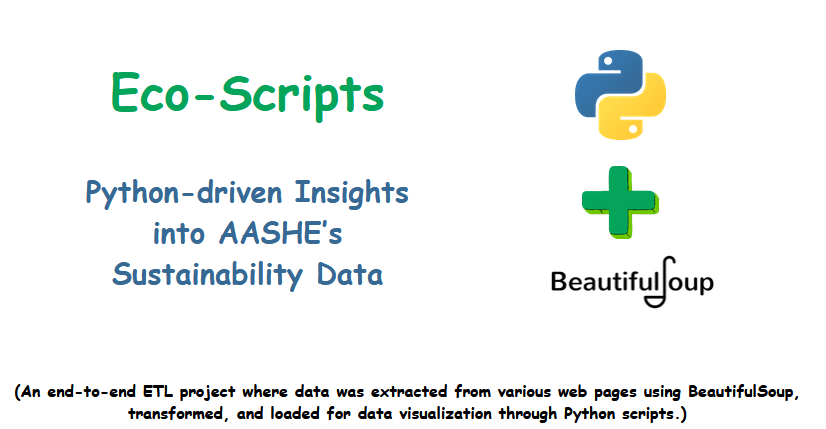 Eco-Scripts
Python-driven Insights
into AASHE's
Sustainability Data
BeautifulSoup
(An end-to-end ETL project where data was extracted from various web pages using BeautifulSoup,
transformed, and loaded for data visualization through Python scripts.)